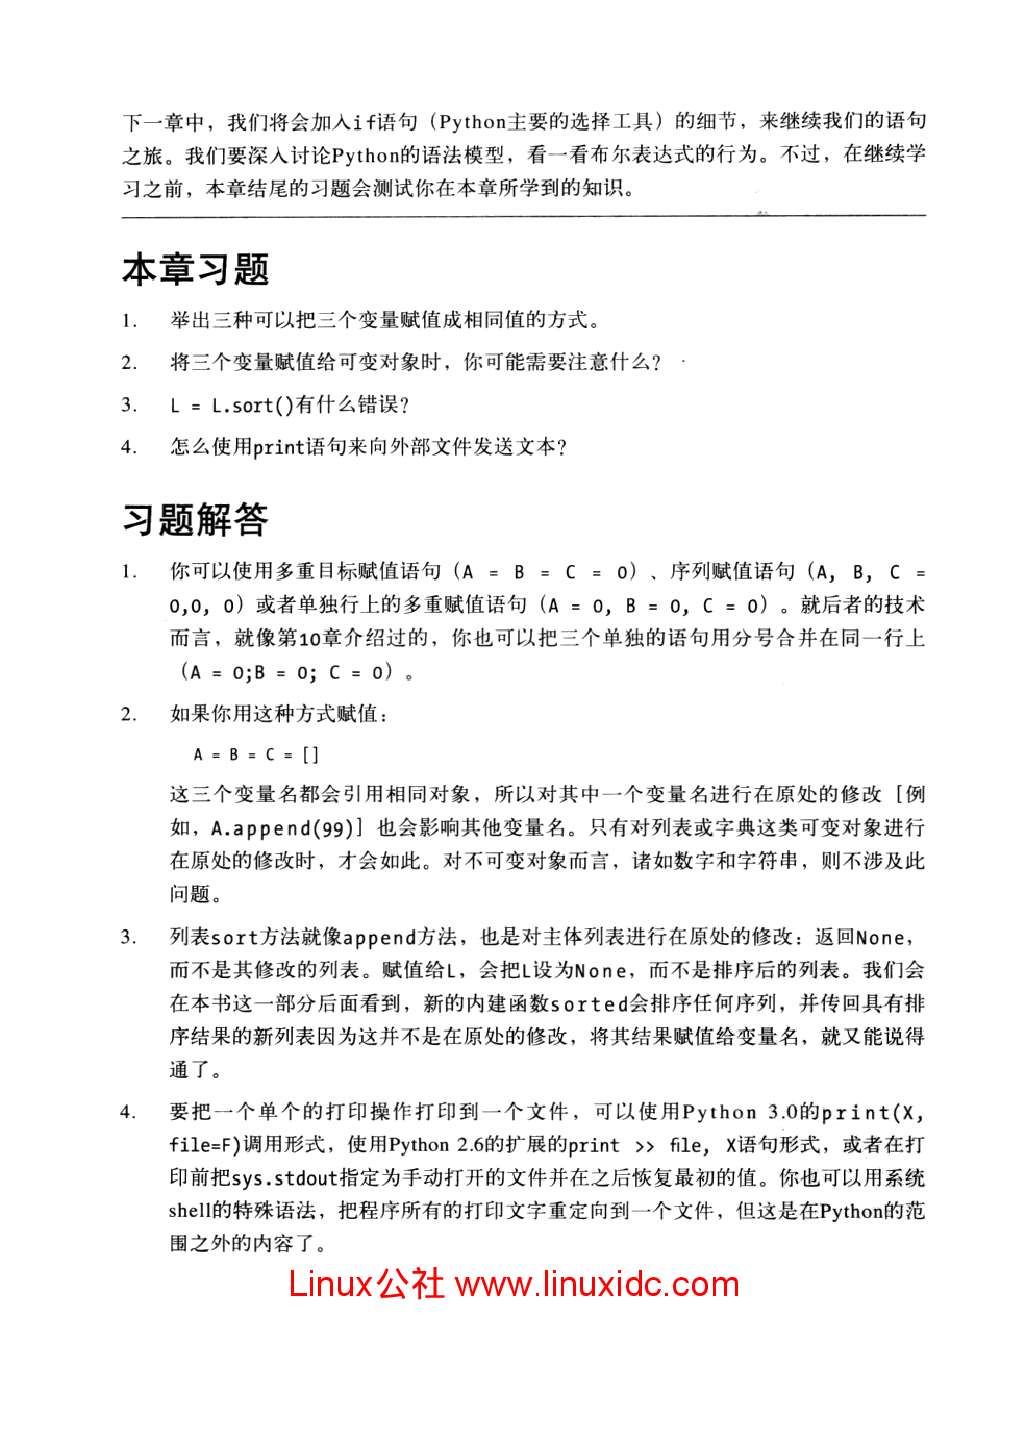 下一章中，我们将会加入if语句（Python主要的选择工具）的细节，来继续我们的语句
之旅。我们要深入讨论Python的语法模型，看一看布尔表达式的行为。不过，在继续学
习之前，本章结尾的习题会测试你在本章所学到的知识。
本章习题
1. 举出三种可以把三个变量赋值成相同值的方式。
2. 将三个变量赋值给可变对象时，你可能需要注意什么？
3. L = L.sort()有什么错误？
4. 怎么使用print语句来向外部文件发送文本？
习题解答
1. 你可以使用多重目标赋值语句（A = B = C = 0）、序列赋值语句（A, B, C =
0,0, 0）或者单独行上的多重赋值语句（A = 0, B = 0, C = 0）。就后者的技术
而言，就像第10章介绍过的，你也可以把三个单独的语句用分号合并在同一行上
（A = 0;B = 0; C = 0）。
2. 如果你用这种方式赋值：
A = B = C = []
这三个变量名都会引用相同对象，所以对其中一个变量名进行在原处的修改［例
如，A.append(99)］也会影响其他变量名。只有对列表或字典这类可变对象进行
在原处的修改时，才会如此。对不可变对象而言，诸如数字和字符串，则不涉及此
问题。
3. 列表sort方法就像append方法，也是对主体列表进行在原处的修改：返回None，
而不是其修改的列表。赋值给L，会把L设为None，而不是排序后的列表。我们会
在本书这一部分后面看到，新的内建函数sorted会排序任何序列，并传回具有排
序结果的新列表因为这并不是在原处的修改，将其结果赋值给变量名，就又能说得
通了。
4. 要把一个单个的打印操作打印到一个文件，可以使用Python 3.0的print(X,
file=F)调用形式，使用Python 2.6的扩展的print >> file, X语句形式，或者在打
印前把sys.stdout指定为手动打开的文件并在之后恢复最初的值。你也可以用系统
shell的特殊语法，把程序所有的打印文字重定向到一个文件，但这是在Python的范
围之外的内容了。
Linux公社 www.linuxidc.com